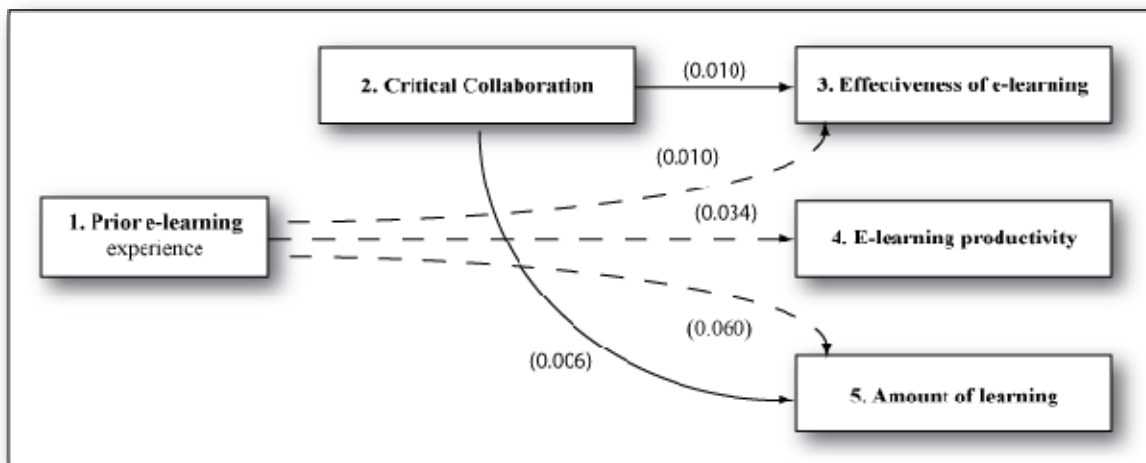 2. Critical Collaboration
(0.010)
3. Effectiveness of e-learning
(0.010)
1. Prior e-learning
experience
(0.034)
4. E-learning productivity
(0.060)
(0.006)
5. Amount of learning